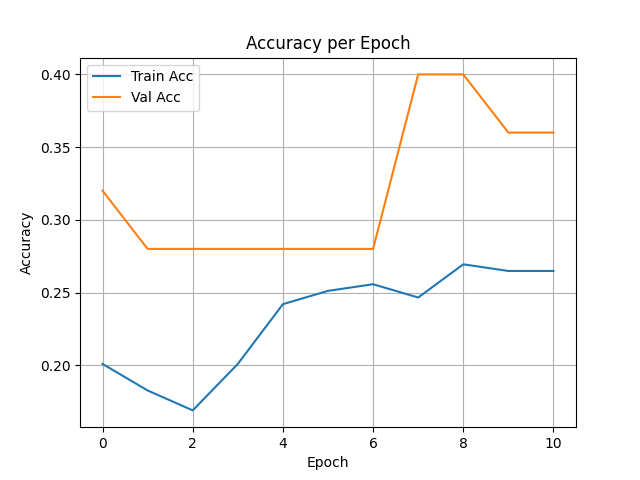 Accuracy per Epoch
Train Acc
Val Acc
0.40
0.35
0.30
0.25
0.20
Accuracy
0 2 4 6 8 10
Epoch